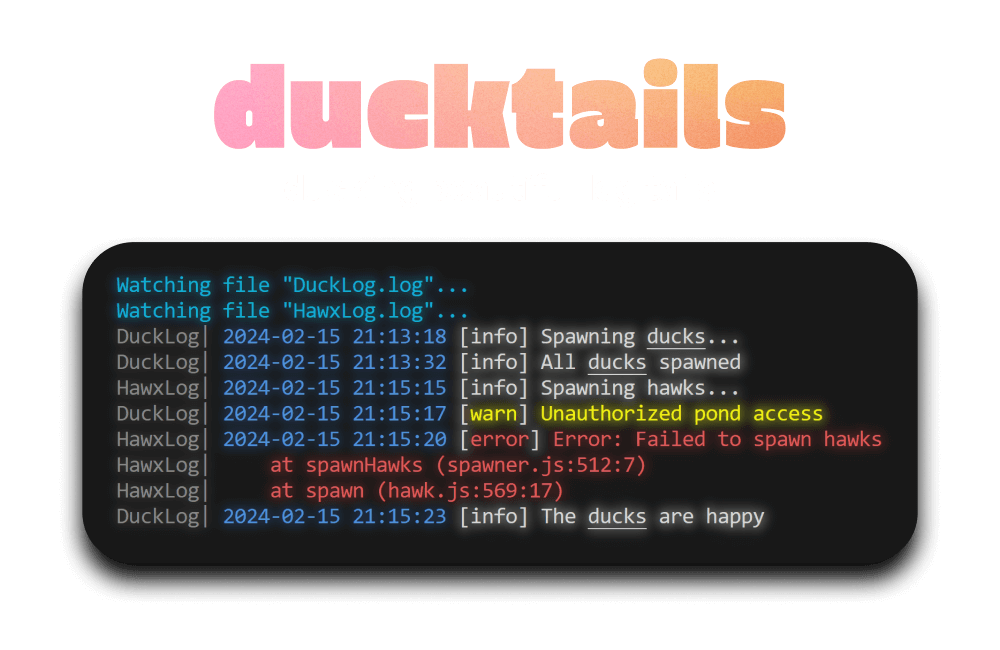 ducktails
Watching file "DuckLog.log"...
Watching file "HawxLog.log"...
DuckLog| 2024-02-15 21:13:18 [info] Spawning ducks...
DuckLog| 2024-02-15 21:13:32 [info] All ducks spawned
HawxLog| 2024-02-15 21:15:15 [info] Spawning hawks...
DuckLog| 2024-02-15 21:15:17 [warn] Unauthorized pond access
HawxLog| 2024-02-15 21:15:20 [error] Error: Failed to spawn hawks
HawxLog|     at spawnHawks (spawner.js:512:7)
HawxLog|     at spawn (hawk.js:569:17)
DuckLog| 2024-02-15 21:15:23 [info] The ducks are happy